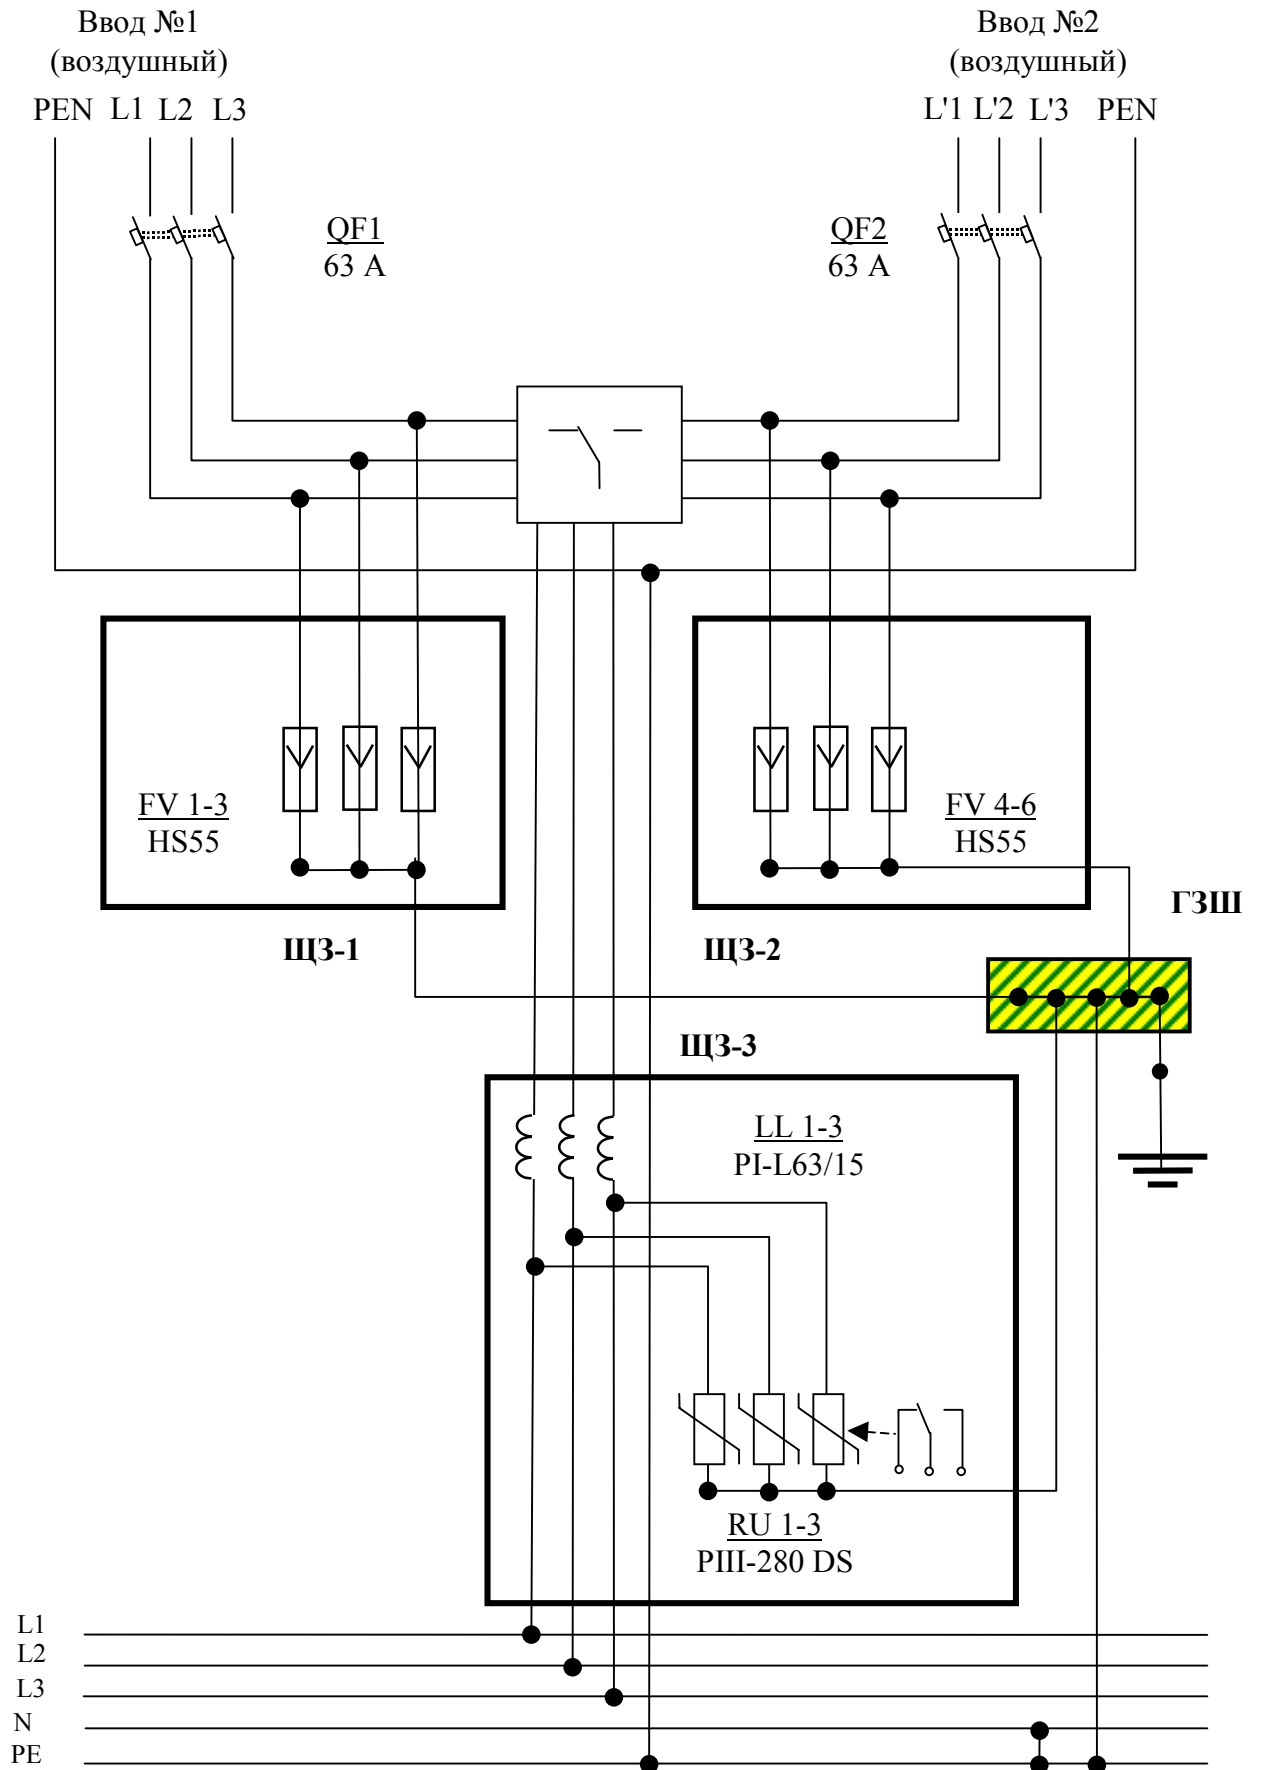 Ввод №1
(воздушный)
Ввод №2
(воздушный)
PEN L1 L2 L3
L'1 L'2 L'3 PEN
QF1
63 А
QF2
63 А
FV 1-3
HS55
FV 4-6
HS55
ГЗШ
ЩЗ-1
ЩЗ-2
ЩЗ-3
LL 1-3
PI-L63/15
RU 1-3
PIII-280 DS
L1
L2
L3
N
PE